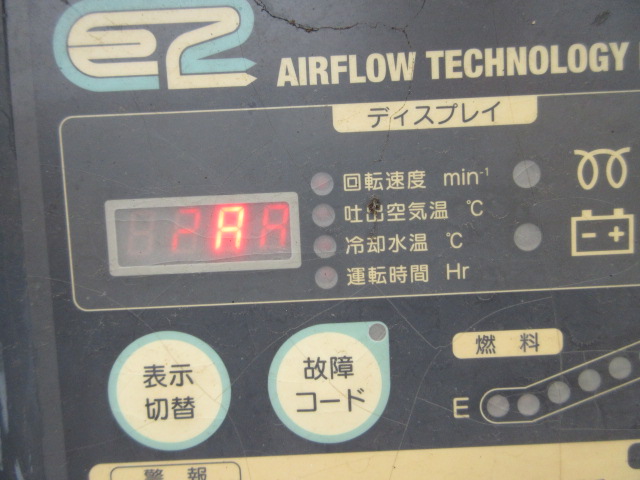 AIRFLOW TECHNOLOGY
ディスプレイ
回転速度 min-1
吐出空気温 ℃
冷却水温 ℃
運転時間 Hr
表示
切替
故障
コード
燃料
E
警報